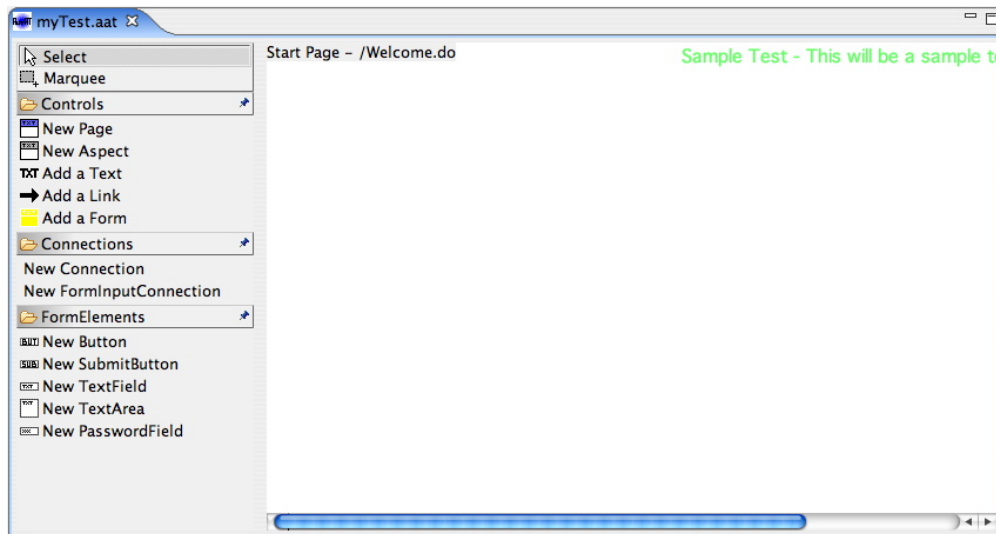 myTest.aat
Select
Marquee
Controls
New Page
New Aspect
TXT Add a Text
Add a Link
Add a Form
Connections
New Connection
New FormInputConnection
FormElements
BUT New Button
SUB New SubmitButton
New TextField
New TextArea
New PasswordField
Start Page – /Welcome.do
Sample Test - This will be a sample